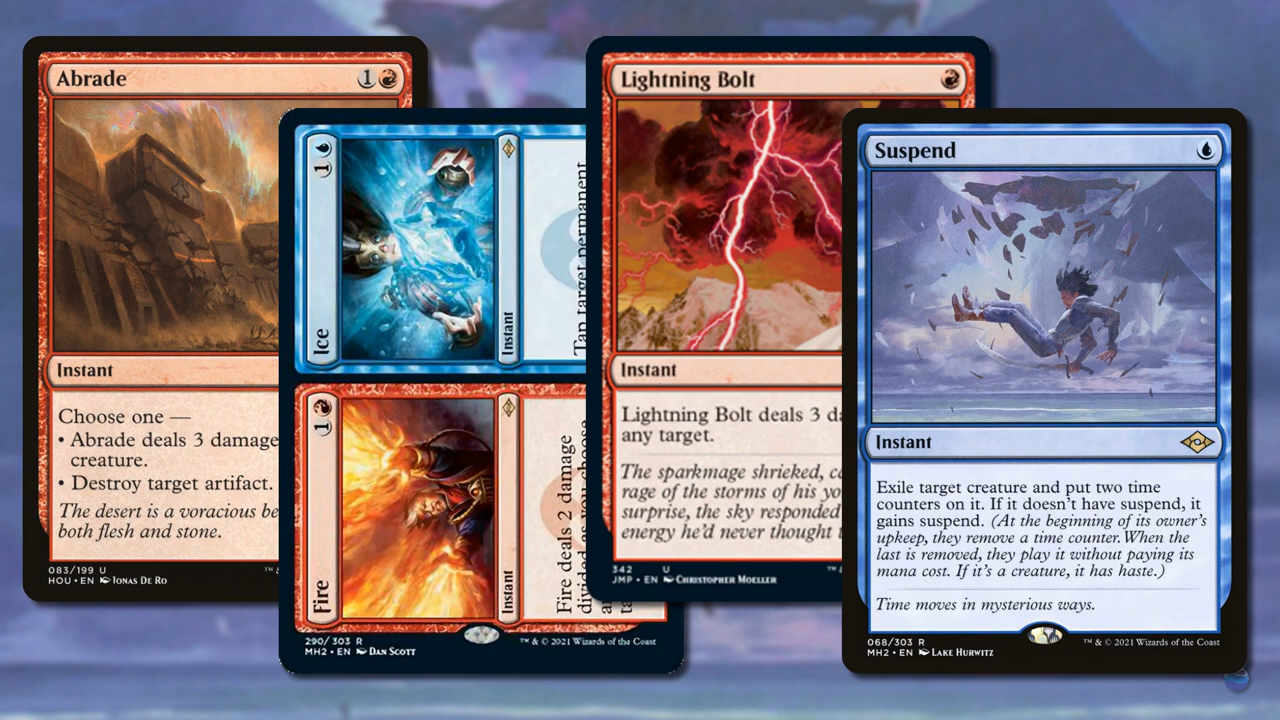 Abrade
1
Instant
Choose one —
• Abrade deals 3 damage
creature.
• Destroy target artifact.
The desert is a voracious be
both flesh and stone.
083/199 U
HOU • EN Jonas De Ro
™ &
Ice
1
Instant
Tap target permanent
Fire
1
Instant
Fire deals 2 damage
divided as you choose
290/303 R
MH2 • EN Dan Scott
™ & © 2021 Wizards of the Coast
Lightning Bolt
Instant
Lightning Bolt deals 3 da
any target.
The sparkmage shrieked, ca
rage of the storms of his yo
surprise, the sky responded
energy he'd never thought t
342 U
JMP • EN Christopher Moeller
™
Suspend
Instant
Exile target creature and put two time
counters on it. If it doesn't have suspend, it
gains suspend. (At the beginning of its owner's
upkeep, they remove a time counter. When the
last is removed, they play it without paying its
mana cost. If it's a creature, it has haste.)
Time moves in mysterious ways.
068/303 R
MH2 • EN Lake Hurwitz
™ & © 2021 Wizards of the Coast